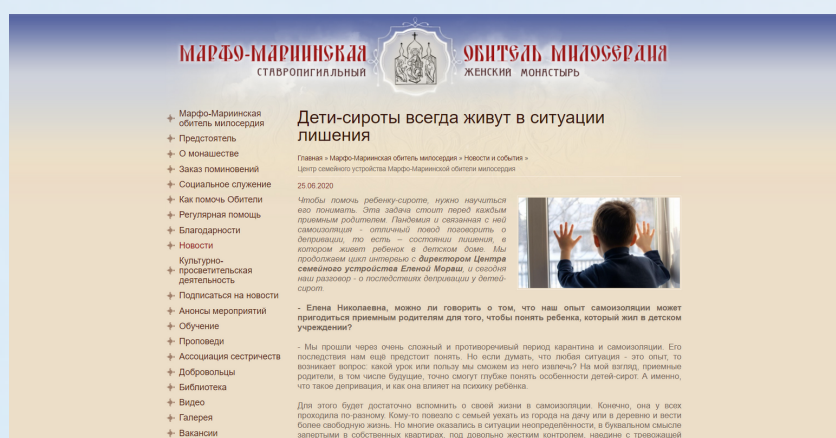 МАРФО-МАРИИНСКАЯ ОБИТЕЛЬ МИЛОСЕРДИЯ
СТАВРОПИГИАЛЬНЫЙ ЖЕНСКИЙ МОНАСТЫРЬ
Марфо-Мариинская
обитель милосердия
Предстоятель
О монашестве
Заказ поминовений
Социальное служение
Как помочь Обители
Регулярная помощь
Благодарности
Новости
Культурно-
просветительская
деятельность
Подписаться на новости
Анонсы мероприятий
Обучение
Проповеди
Ассоциация сестричеств
Добровольцы
Библиотека
Видео
Галерея
Вакансии
Дети-сироты всегда живут в ситуации
лишения
Главная » Марфо-Мариинская обитель милосердия » Новости и события »
Центр семейного устройства Марфо-Мариинской обители милосердия
25.06.2020
Чтобы помочь ребенку-сироте, нужно научиться
его понимать. Эта задача стоит перед каждым
приемным родителем. Пандемия и связанная с ней
самоизоляция - отличный повод поговорить о
депривации, то есть – состоянии лишения, в
котором живет ребенок в детском доме. Мы
продолжаем цикл интервью с директором Центра
семейного устройства Еленой Мораш, и сегодня
наш разговор - о последствиях депривации у детей-
сирот.
- Елена Николаевна, можно ли говорить о том, что наш опыт самоизоляции может
пригодиться приемным родителям для того, чтобы понять ребенка, который жил в детском
учреждении?
- Мы прошли через очень сложный и противоречивый период карантина и самоизоляции. Его
последствия нам ещё предстоит понять. Но если думать, что любая ситуация - это опыт, то
возникает вопрос: какой урок или пользу мы сможем из него извлечь? На мой взгляд, приемные
родители, в том числе будущие, точно смогут глубже понять особенности детей-сирот. А именно,
что такое депривация, и как она влияет на психику ребёнка.
Для этого будет достаточно вспомнить о своей жизни в самоизоляции. Конечно, она у всех
проходила по-разному. Кому-то повезло с семьей уехать из города на дачу или в деревню и вести
более свободную жизнь. Но многие оказались в ситуации неопределённости, в буквальном смысле
запертыми в собственных квартирах, под довольно жестким контролем, наедине с тревожащей